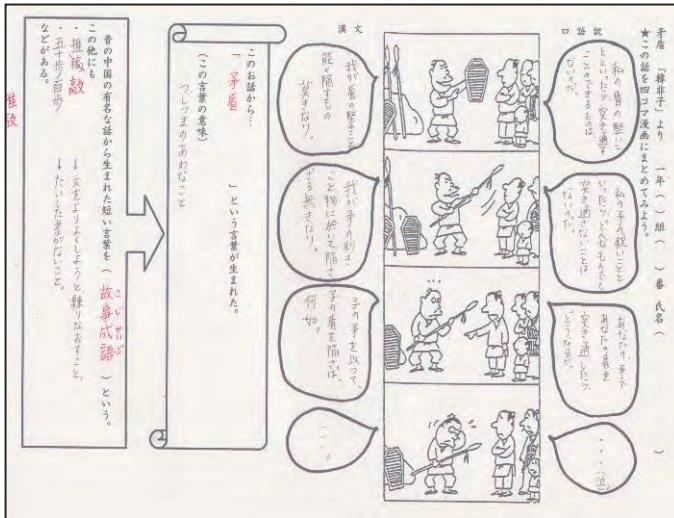 矛盾 「韓非子」より 一年( )組( )番 氏名( )
★この話を四コマ漫画にまとめてみよう。
口語訳
私の盾の堅いこ
とといったら、突き通す
ことのできるものは、
ないのだ。
私の矛の鋭いことと
いったら、どんなものでも
突き通さないことは
ないのだ。
あなたの矛で
あなたの盾を
突き通したら、
どうなるか。
・・・(泣)。
漢文
我が盾の堅きこと、
能く陥すもの
莫きなり。
我が矛の利き
こと、物に於いて陥さ
ざる無きなり。
子の矛を以つて、
子の盾を陥さば、
何如。
・・・。
このお話から…
「 矛盾 」という言葉が生まれた。
(この言葉の意味)
つじつまのあわないこと
昔の中国の有名な話から生まれた短い言葉を( 故事成語 )という。
こじせいご
この他にも
・推敲 → 文をよりよくしようと、練りなおすこと。
・五十歩百歩 → たいした差がないこと。
などがある。
推敲